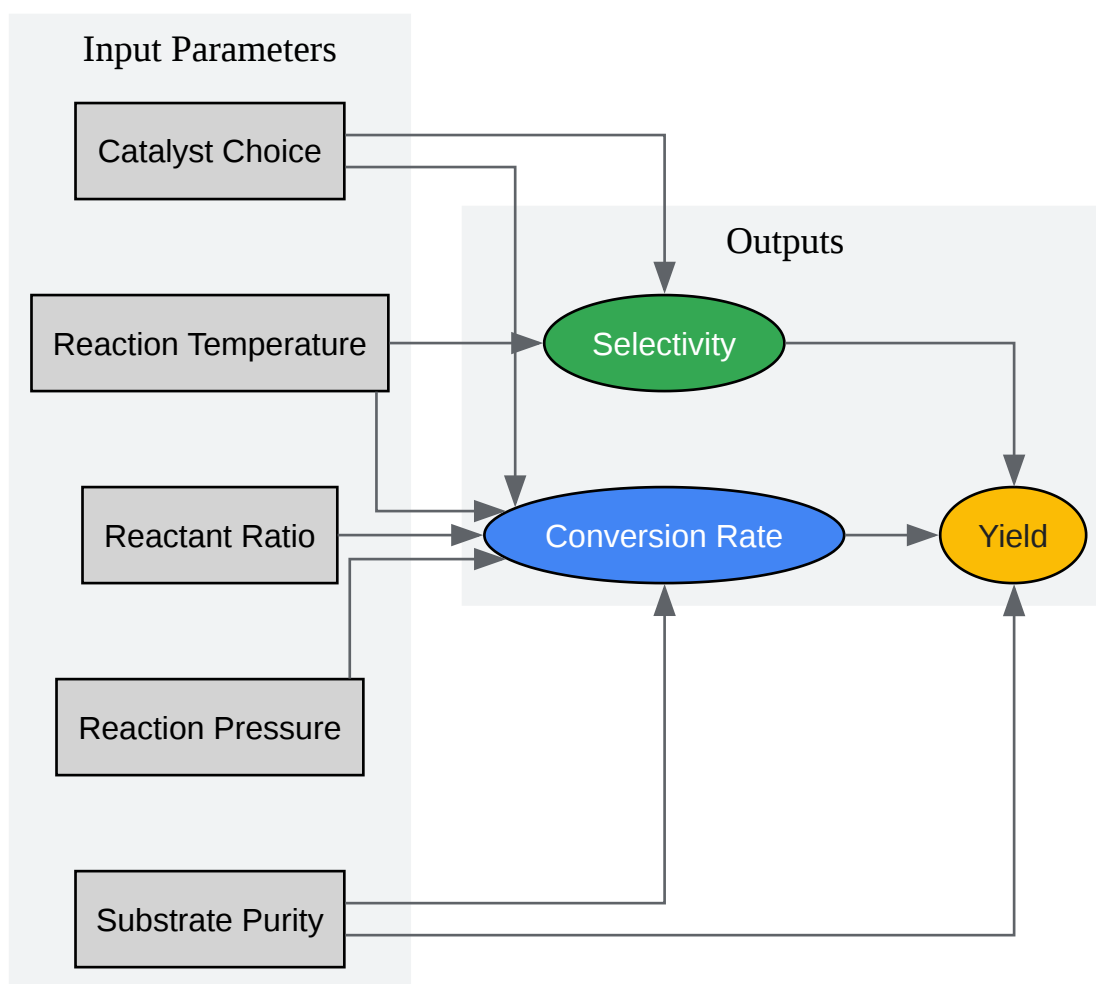 Input Parameters
Catalyst Choice
Reaction Temperature
Reactant Ratio
Reaction Pressure
Substrate Purity
Outputs
Selectivity
Conversion Rate
Yield